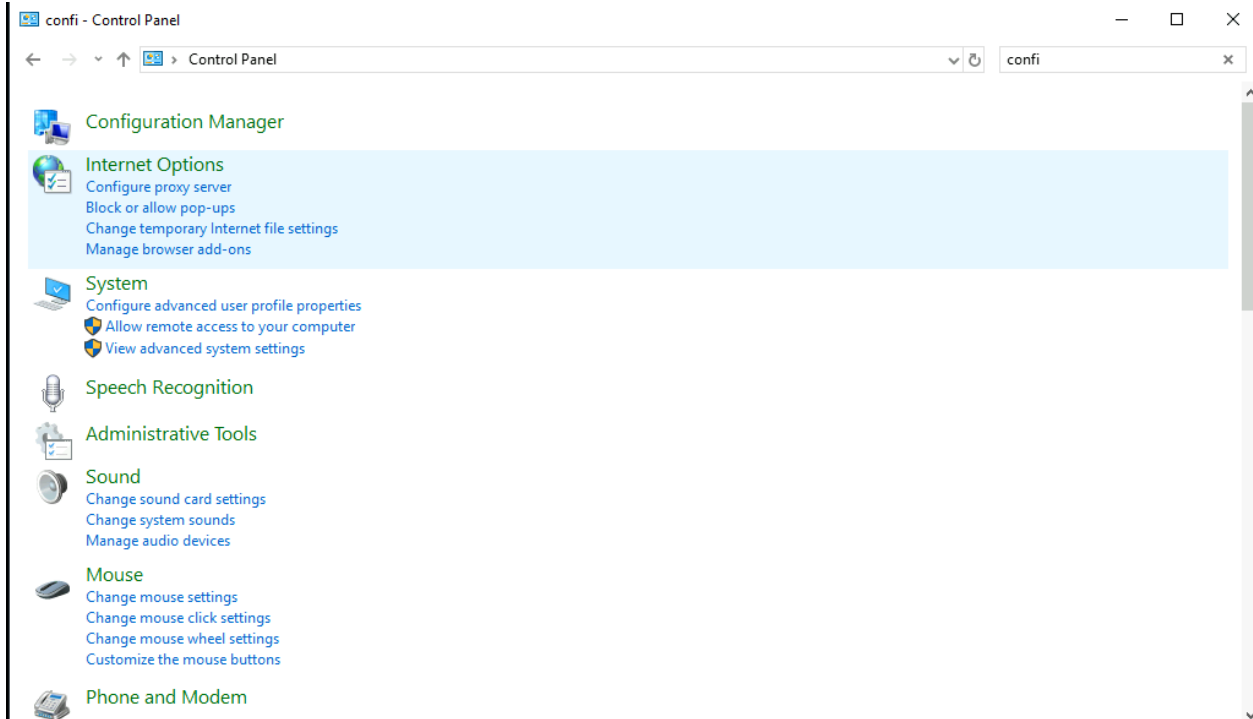 confi - Control Panel
Control Panel
confi
Configuration Manager
Internet Options
Configure proxy server
Block or allow pop-ups
Change temporary Internet file settings
Manage browser add-ons
System
Configure advanced user profile properties
Allow remote access to your computer
View advanced system settings
Speech Recognition
Administrative Tools
Sound
Change sound card settings
Change system sounds
Manage audio devices
Mouse
Change mouse settings
Change mouse click settings
Change mouse wheel settings
Customize the mouse buttons
Phone and Modem